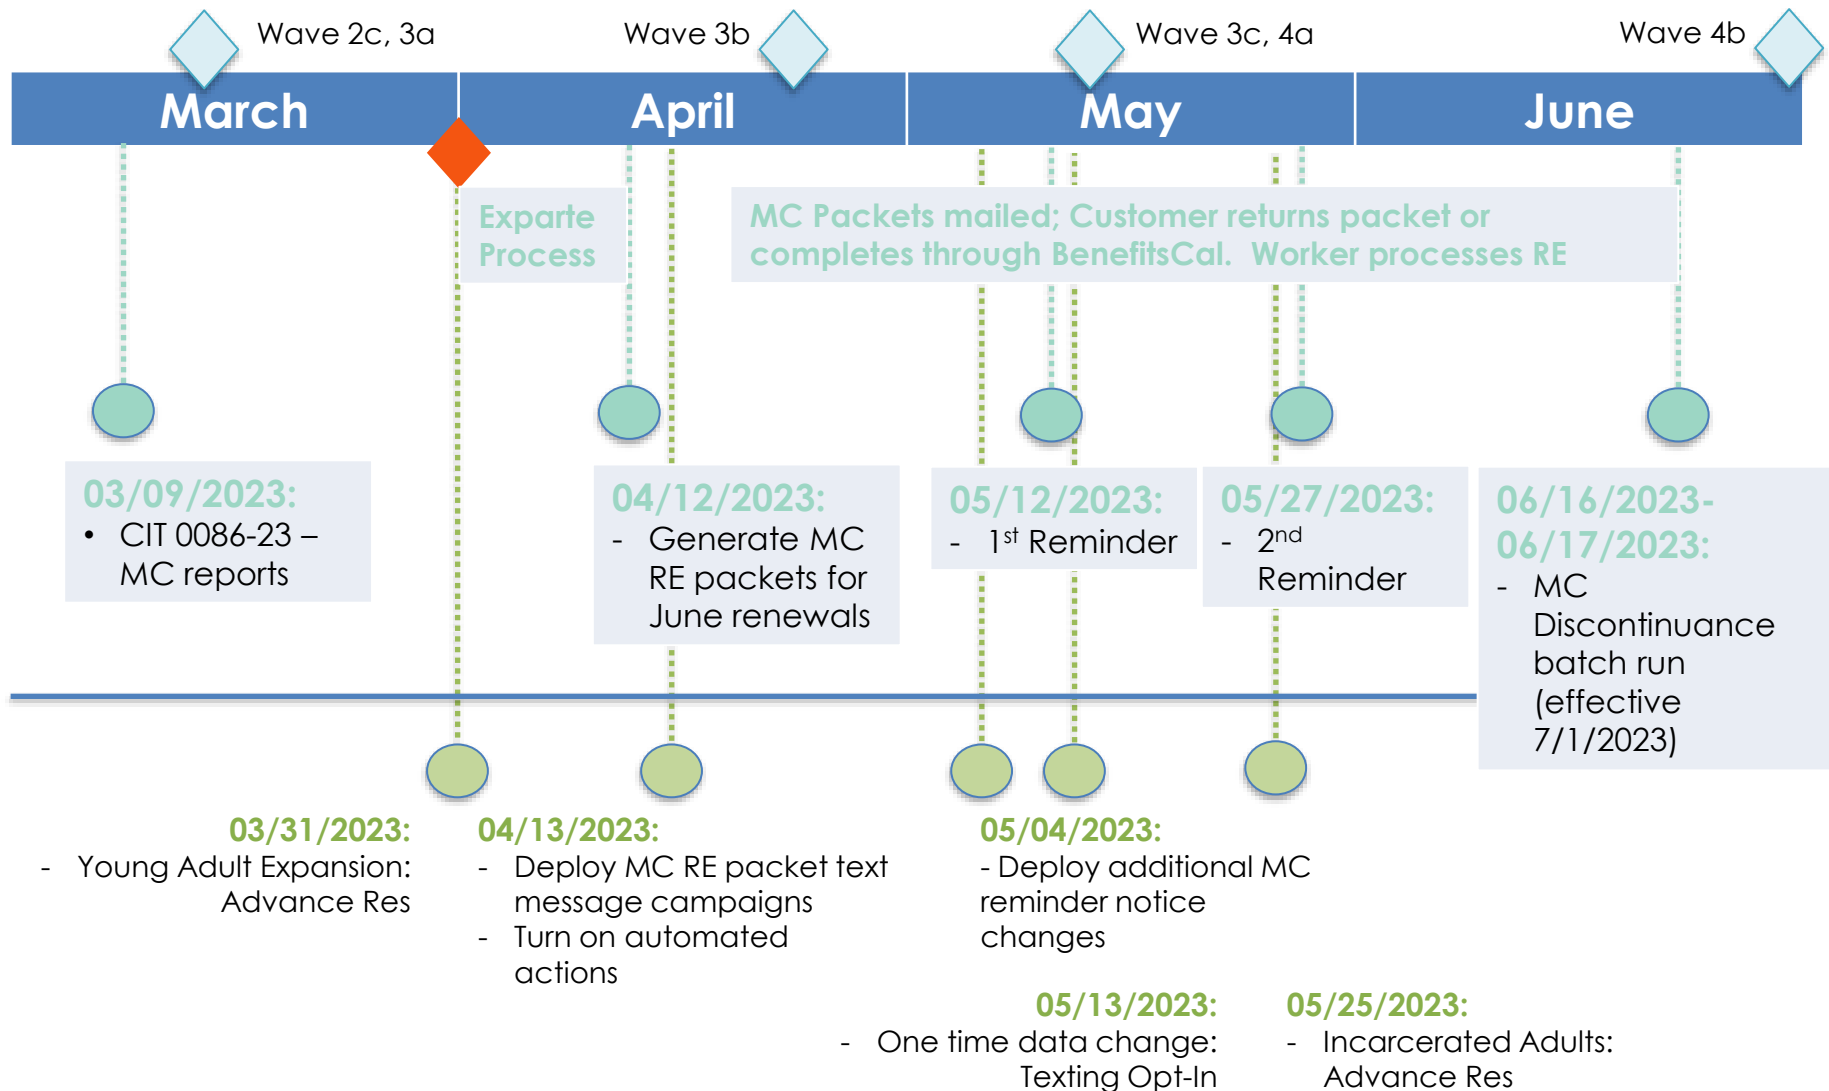 Wave 2c, 3a
Wave 3b
Wave 3c, 4a
Wave 4b
March
April
May
June
Exparte
Process
MC Packets mailed; Customer returns packet or
completes through BenefitsCal.  Worker processes RE
03/09/2023:
• CIT 0086-23 –
MC reports
04/12/2023:
- Generate MC
RE packets for
June renewals
05/12/2023:
- 1st Reminder
05/27/2023:
- 2nd
Reminder
06/16/2023-
06/17/2023:
- MC
Discontinuance
batch run
(effective
7/1/2023)
03/31/2023:
- Young Adult Expansion:
Advance Res
04/13/2023:
- Deploy MC RE packet text
message campaigns
- Turn on automated
actions
05/04/2023:
- Deploy additional MC
reminder notice
changes
05/13/2023:
- One time data change:
Texting Opt-In
05/25/2023:
- Incarcerated Adults:
Advance Res